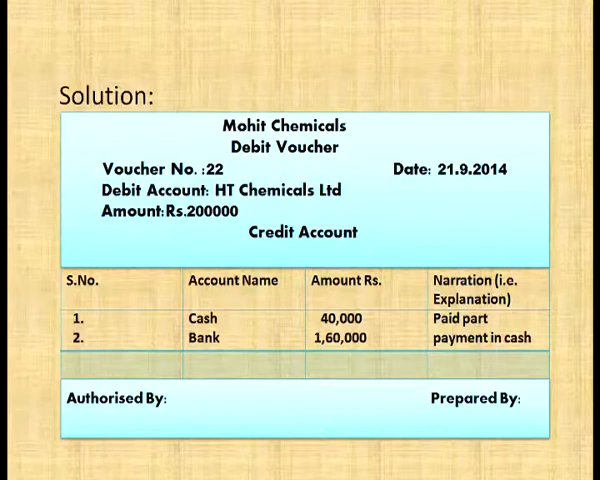 Solution:
Mohit Chemicals
Debit Voucher
Voucher No. :22 Date: 21.9.2014
Debit Account: HT Chemicals Ltd
Amount:Rs.200000
Credit Account
S.No. Account Name Amount Rs. Narration (i.e.
Explanation)
1. Cash 40,000 Paid part
2. Bank 1,60,000 payment in cash
Authorised By: Prepared By: